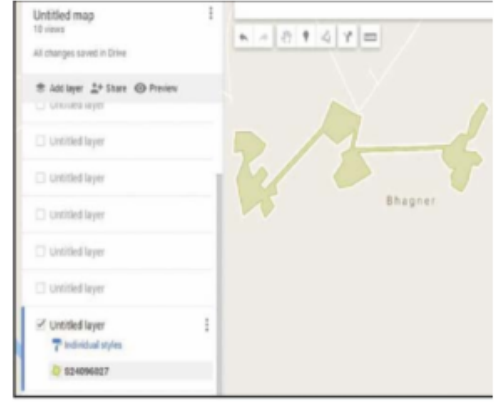 Untitled map
10 views
All changes saved in Drive
Add layer Share Preview
Untitled layer
Untitled layer
Untitled layer
Untitled layer
Untitled layer
Untitled layer
Untitled layer
Individual styles
524096027
Bhagner